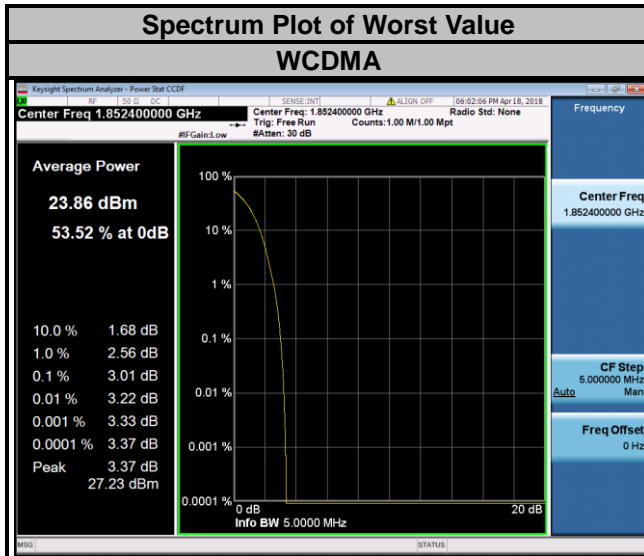 Spectrum Plot of Worst Value
WCDMA
Keysight Spectrum Analyzer - Power Stat CCDF
RF 50 Ω DC SENSE:INT ALIGN OFF 06:02:06 PM Apr 18, 2018
Center Freq 1.852400000 GHz
Center Freq: 1.852400000 GHz Radio Std: None
Trig: Free Run Counts:1.00 M/1.00 Mpt
#IFGain:Low #Atten: 30 dB
Average Power
23.86 dBm
53.52 % at 0dB
10.0 % 1.68 dB
1.0 % 2.56 dB
0.1 % 3.01 dB
0.01 % 3.22 dB
0.001 % 3.33 dB
0.0001 % 3.37 dB
Peak 3.37 dB
27.23 dBm
100 %
10 %
1 %
0.1 %
0.01 %
0.001 %
0.0001 %
0 dB 20 dB
Info BW 5.0000 MHz
Frequency
Center Freq
1.852400000 GHz
CF Step
5.000000 MHz
Auto Man
Freq Offset
0 Hz
MSG STATUS